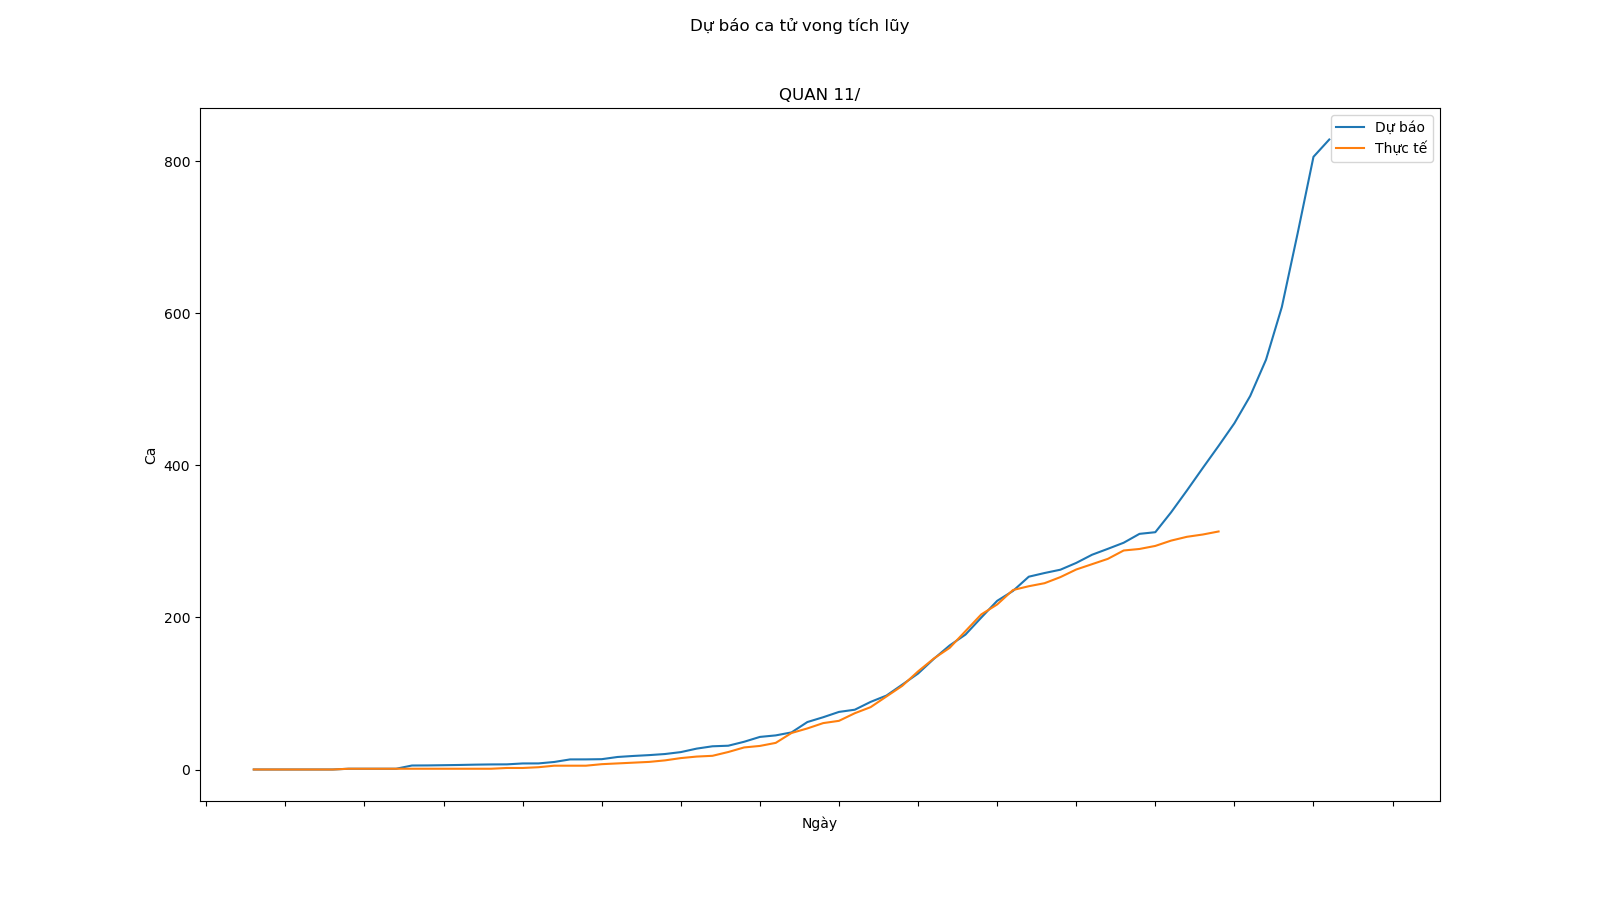 Dự báo ca tử vong tích lũy
QUAN 11/
Dự báo
Thực tế
800
600
400
200
0
Ca
Ngày